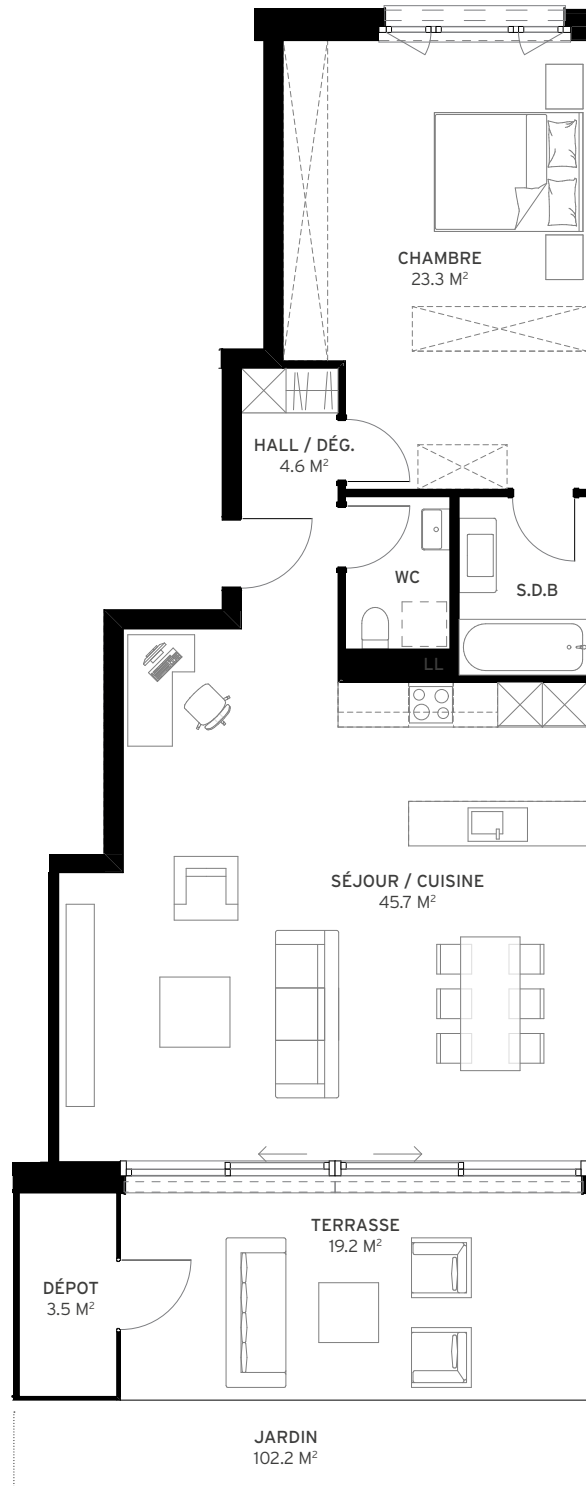 CHAMBRE
23.3 M²
HALL / DÉG.
4.6 M²
WC
S.D.B
LL
SÉJOUR / CUISINE
45.7 M²
TERRASSE
19.2 M²
DÉPOT
3.5 M²
JARDIN
102.2 M²